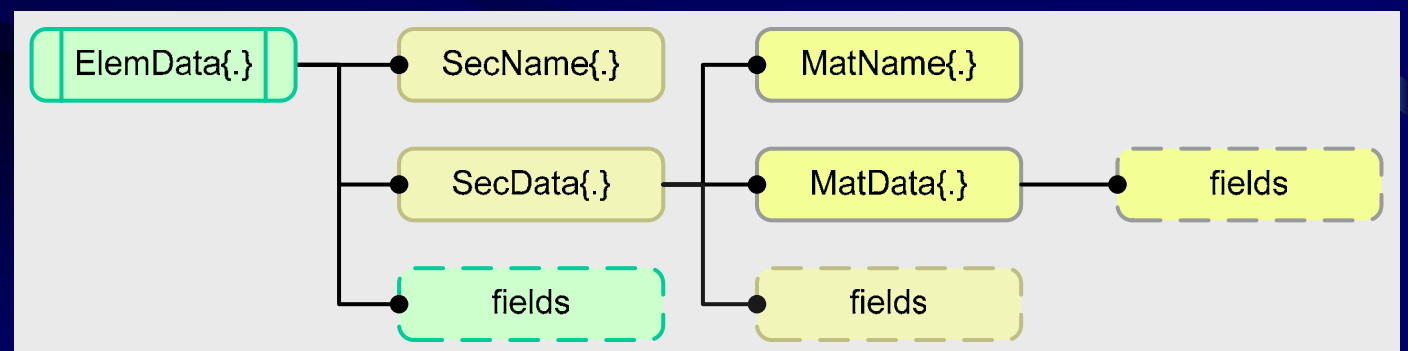 ElemData{.}
SecName{.}
MatName{.}
SecData{.}
MatData{.}
fields
fields
fields